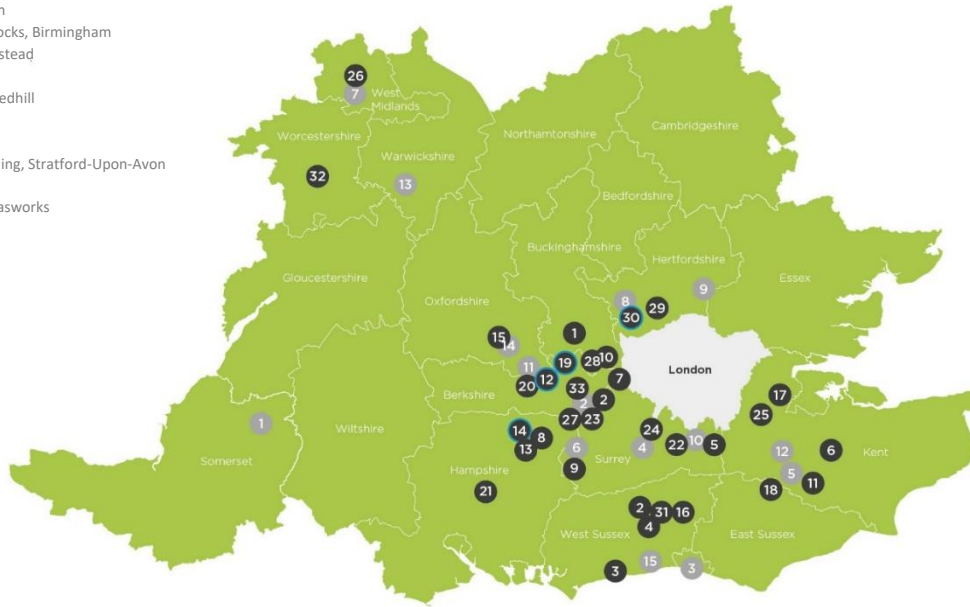 ocks, Birmingham
stead
edhill
ing, Stratford-Upon-Avon
asworks
26
7
West
Midlands
Worcestershire
Warwickshire
Northamtonshire
Cambridgeshire
32
13
Bedfordshire
Buckinghamshire
Hertfordshire
Gloucestershire
Essex
9
Oxfordshire
8
29
30
15
14
1
London
19
28
10
11
12
20
7
Berkshire
33
2
2
17
25
27
23
1
Wiltshire
14
8
13
24
22
10
5
Somerset
6
4
Surrey
12
6
Kent
Hampshire
9
5
11
21
18
2
31
16
4
West Sussex
East Sussex
3
15
3